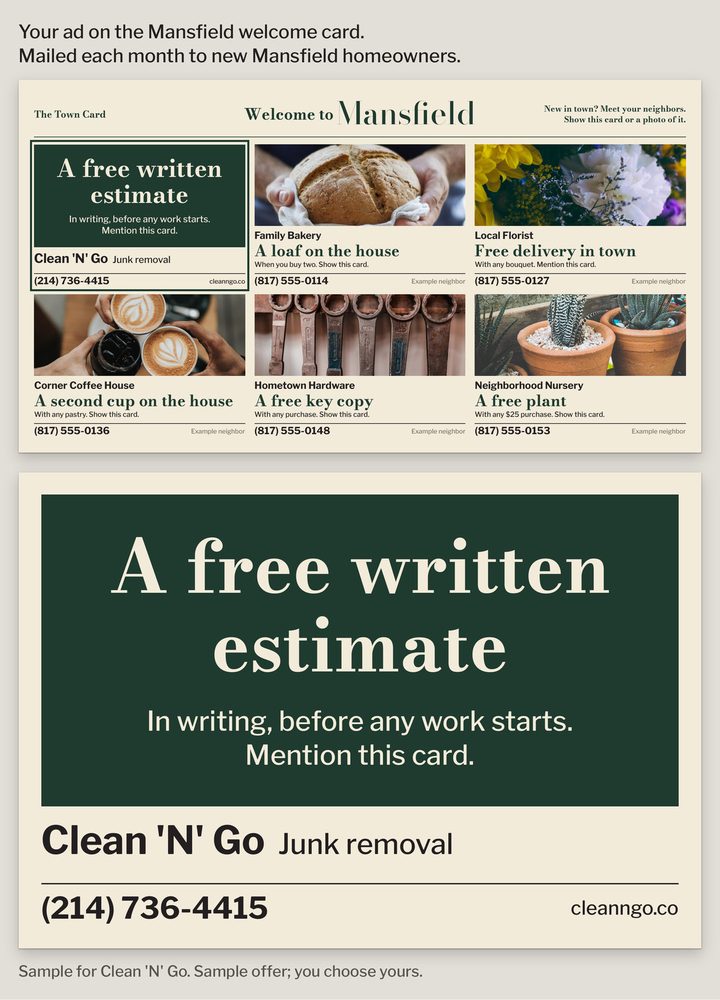 Your ad on the Mansfield welcome card.
Mailed each month to new Mansfield homeowners.
The Town Card
Welcome to Mansfield
New in town? Meet your neighbors.
Show this card or a photo of it.
A free written
estimate
In writing, before any work starts.
Mention this card.
Clean 'N' Go Junk removal
(214) 736-4415
cleanngo.co
Family Bakery
A loaf on the house
When you buy two. Show this card.
(817) 555-0114
Example neighbor
Local Florist
Free delivery in town
With any bouquet. Mention this card.
(817) 555-0127
Example neighbor
Corner Coffee House
A second cup on the house
With any pastry. Show this card.
(817) 555-0136
Example neighbor
Hometown Hardware
A free key copy
With any purchase. Show this card.
(817) 555-0148
Example neighbor
Neighborhood Nursery
A free plant
With any $25 purchase. Show this card.
(817) 555-0153
Example neighbor
A free written
estimate
In writing, before any work starts.
Mention this card.
Clean 'N' Go Junk removal
(214) 736-4415
cleanngo.co
Sample for Clean 'N' Go. Sample offer; you choose yours.